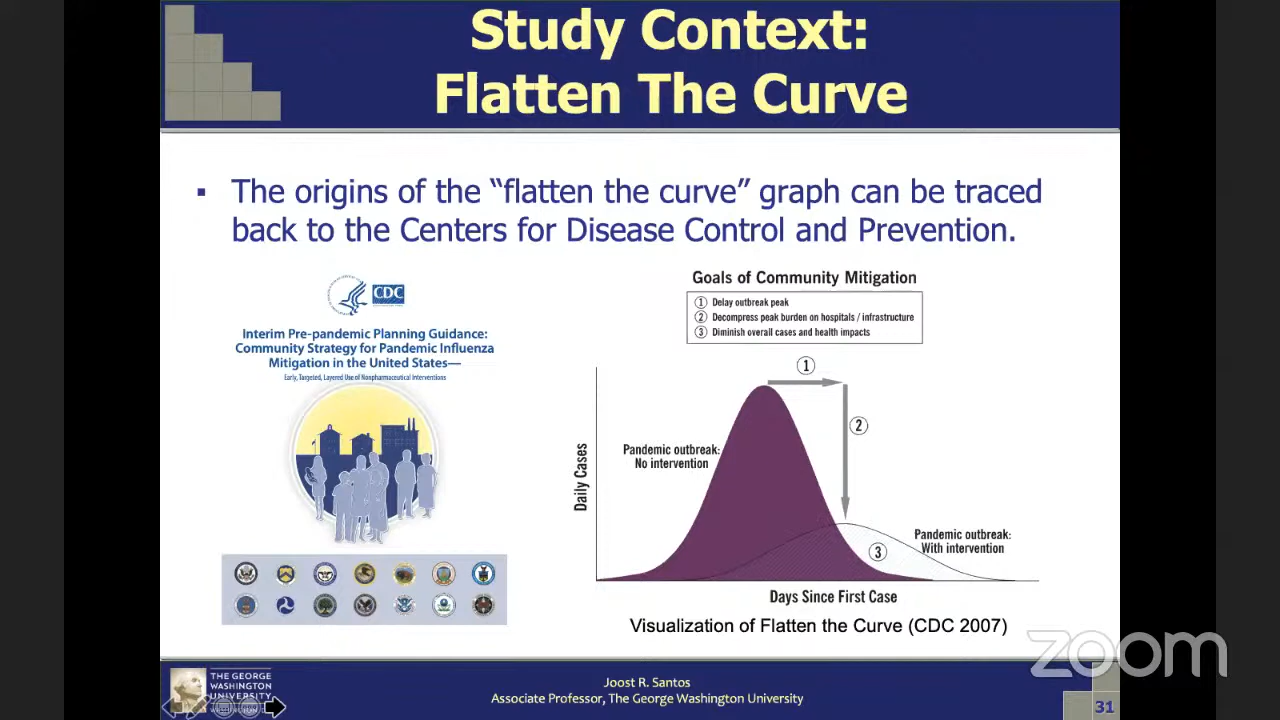 Study Context:
Flatten The Curve
▪ The origins of the “flatten the curve” graph can be traced
back to the Centers for Disease Control and Prevention.
CDC
Interim Pre-pandemic Planning Guidance:
Community Strategy for Pandemic Influenza
Mitigation in the United States—
Early, Targeted, Layered Use of Nonpharmaceutical Interventions
Goals of Community Mitigation
① Delay outbreak peak
② Decompress peak burden on hospitals / infrastructure
③ Diminish overall cases and health impacts
①
②
Pandemic outbreak:
No intervention
Daily Cases
Pandemic outbreak:
With intervention
③
Days Since First Case
Visualization of Flatten the Curve (CDC 2007)
zoom
THE GEORGE
WASHINGTON
UNIVERSITY
WASHINGTON, DC
Joost R. Santos
Associate Professor, The George Washington University
31